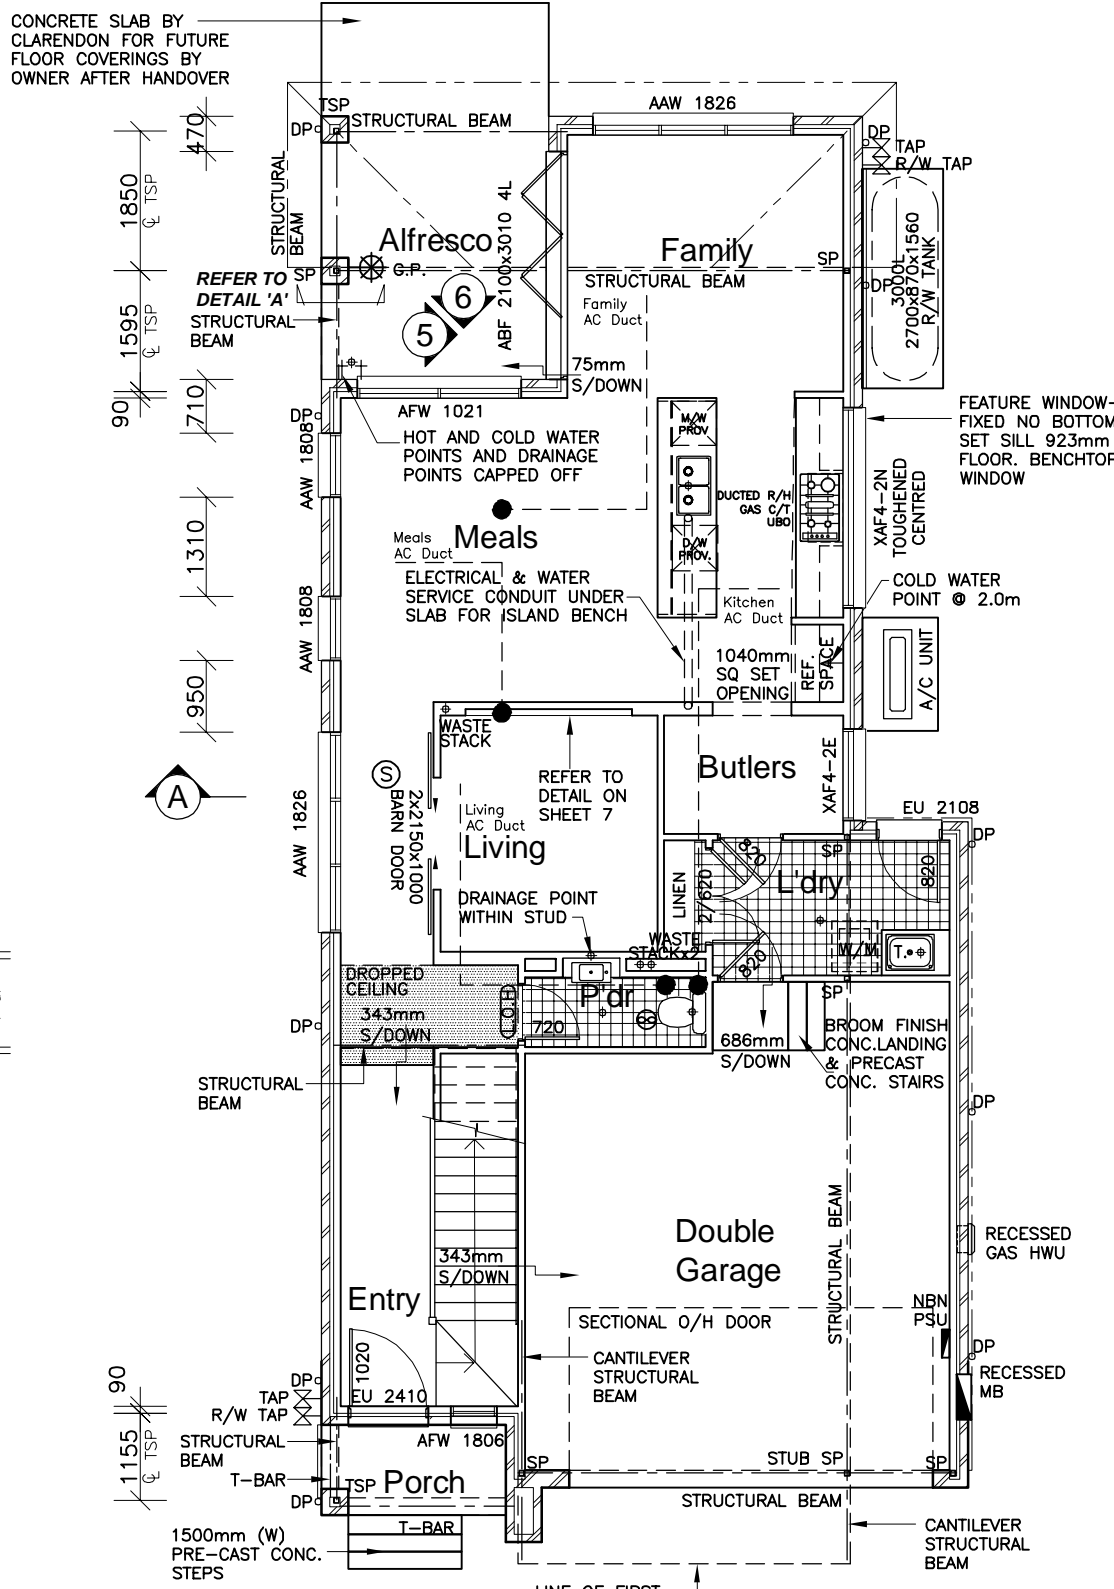 CONCRETE SLAB BY
CLARENDON FOR FUTURE
FLOOR COVERINGS BY
OWNER AFTER HANDOVER
AAW 1826
TSP
DP
STRUCTURAL BEAM
470
1850
℄ TSP
STRUCTURAL
BEAM
DP
TAP
R/W TAP
Alfresco
G.P.
ABF 2100x3010 4L
Family
SP
STRUCTURAL BEAM
SP
REFER TO
DETAIL 'A'
STRUCTURAL
BEAM
6
5
Family
AC Duct
DP
3000L
2700x870x1560
R/W TANK
1595
℄ TSP
75mm
S/DOWN
90
710
DP
AFW 1021
HOT AND COLD WATER
POINTS AND DRAINAGE
POINTS CAPPED OFF
M/W
PROV
FEATURE WINDOW-
FIXED NO BOTTOM
SET SILL 923mm
FLOOR. BENCHTOP
WINDOW
AAW 1808
DUCTED R/H
GAS C/T
UBO
XAF4-2N
TOUGHENED
CENTRED
1310
Meals
AC Duct
Meals
D/W
PROV.
ELECTRICAL & WATER
SERVICE CONDUIT UNDER
SLAB FOR ISLAND BENCH
COLD WATER
POINT @ 2.0m
Kitchen
AC Duct
AAW 1808
950
1040mm
SQ SET
OPENING
REF.
SPACE
A/C UNIT
WASTE
STACK
REFER TO
DETAIL ON
SHEET 7
Butlers
XAF4-2E
A
AAW 1826
S
2x2150x1000
BARN DOOR
Living
AC Duct
Living
EU 2108
DP
820
SP
L'dry
820
LINEN
2/620
DRAINAGE POINT
WITHIN STUD
WASTE
STACKx2
820
W/M
T.
DROPPED
CEILING
343mm
S/DOWN
L.O.H
P'dr
720
DP
SP
686mm
S/DOWN
BROOM FINISH
CONC.LANDING
& PRECAST
CONC. STAIRS
STRUCTURAL
BEAM
DP
STRUCTURAL BEAM
Double
Garage
343mm
S/DOWN
RECESSED
GAS HWU
Entry
SECTIONAL O/H DOOR
NBN
PSU
1020
CANTILEVER
STRUCTURAL
BEAM
DP
RECESSED
MB
90
DP
TAP
R/W TAP
EU 2410
AFW 1806
STRUCTURAL
BEAM
1155
℄ TSP
T-BAR
TSP
Porch
SP
STUB SP
SP
DP
STRUCTURAL BEAM
T-BAR
1500mm (W)
PRE-CAST CONC.
STEPS
CANTILEVER
STRUCTURAL
BEAM
LINE OF FIRST